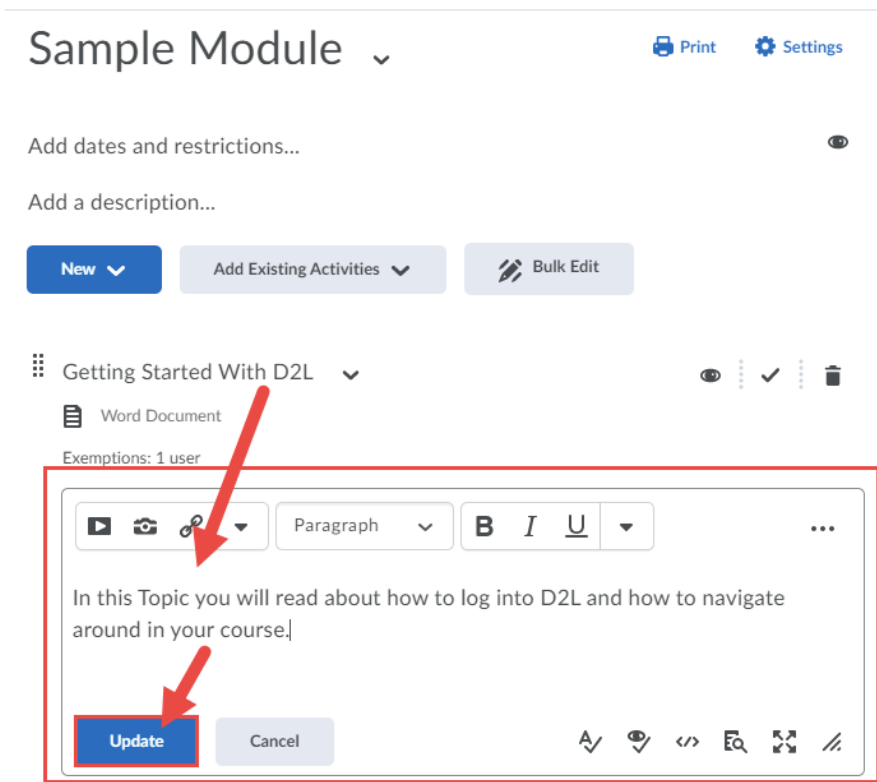 Sample Module
Print
Settings
Add dates and restrictions...
Add a description...
New
Add Existing Activities
Bulk Edit
Getting Started With D2L
Word Document
Exemptions: 1 user
Paragraph
B I U
In this Topic you will read about how to log into D2L and how to navigate
around in your course.
Update
Cancel